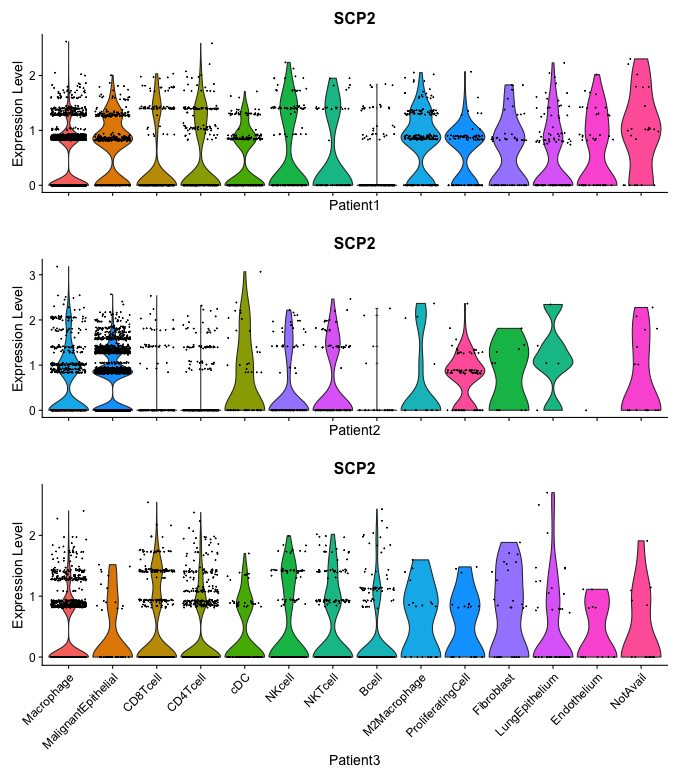 SCP2
Expression Level
2
1
0
Patient1
SCP2
Expression Level
3
2
1
0
Patient2
SCP2
Expression Level
2
1
0
Macrophage
MalignantEpithelial
CD8Tcell
CD4Tcell
cDC
NKcell
NKTcell
Bcell
M2Macrophage
ProliferatingCell
Fibroblast
LungEpithelium
Endothelium
NotAvail
Patient3